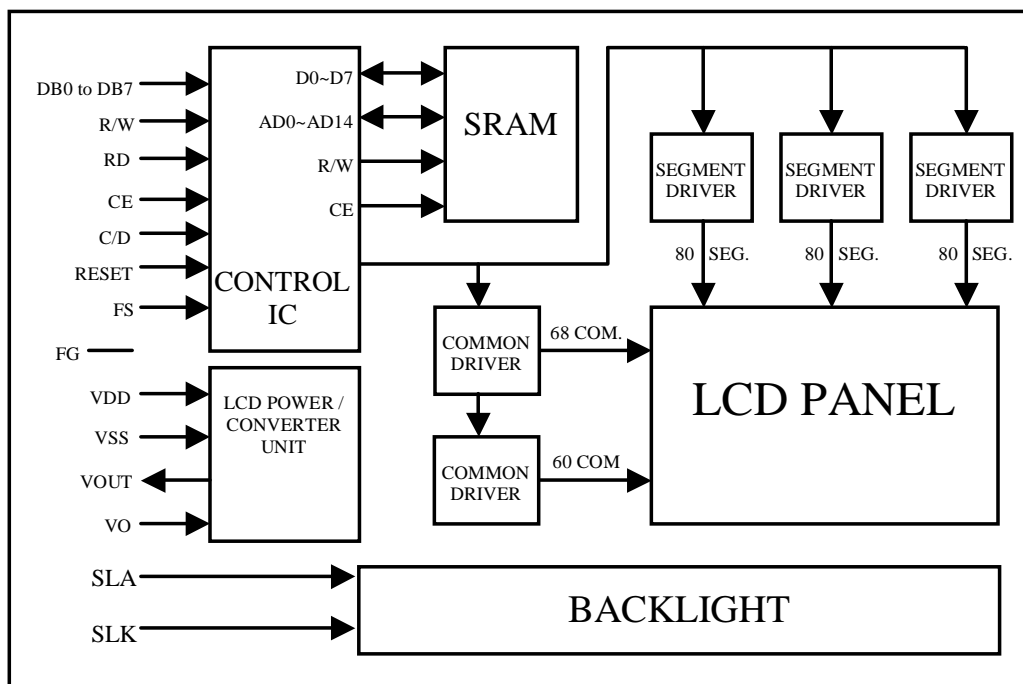 DB0 to DB7
R/W
RD
CE
C/D
RESET
FS
FG
VDD
VSS
VOUT
VO
SLA
SLK
D0~D7
AD0~AD14
R/W
CE
CONTROL
IC
LCD POWER /
CONVERTER
UNIT
SRAM
SEGMENT
DRIVER
SEGMENT
DRIVER
SEGMENT
DRIVER
80 SEG.
80 SEG.
80 SEG.
COMMON
DRIVER
68 COM.
COMMON
DRIVER
60 COM
LCD PANEL
BACKLIGHT